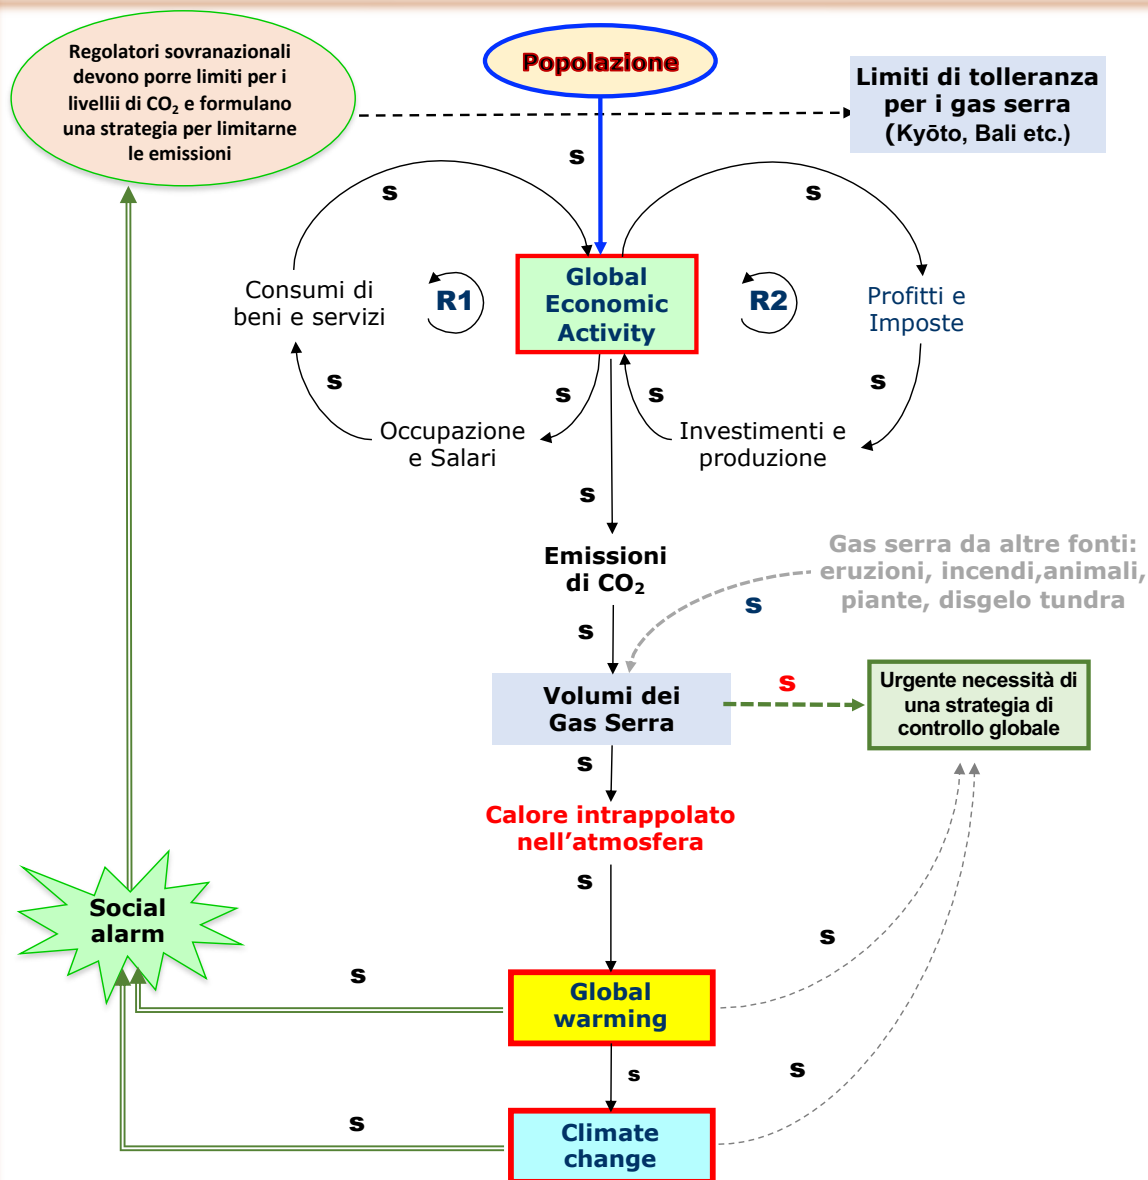 Regolatori sovranazionali
devono porre limiti per i
livellii di CO₂ e formulano
una strategia per limitarne
le emissioni
Popolazione
Limiti di tolleranza
per i gas serra
(Kyōto, Bali etc.)
s
s
s
Consumi di
beni e servizi
R1
Global
Economic
Activity
R2
Profitti e
Imposte
s
s
s
s
Occupazione
e Salari
Investimenti e
produzione
s
Emissioni
di CO₂
Gas serra da altre fonti:
eruzioni, incendi,animali,
piante, disgelo tundra
s
s
Volumi dei
Gas Serra
s
Urgente necessità di
una strategia di
controllo globale
s
Calore intrappolato
nell’atmosfera
s
Social
alarm
s
s
Global
warming
s
s
s
Climate
change